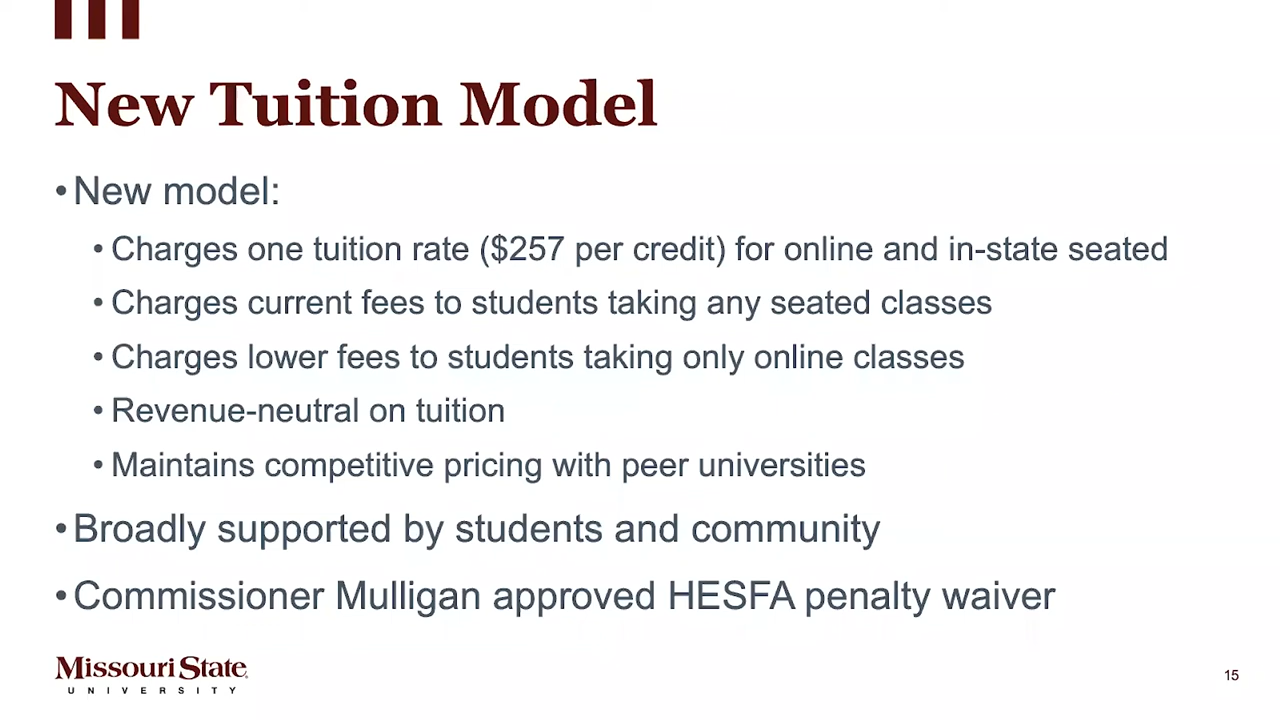 New Tuition Model
•New model:
•Charges one tuition rate ($257 per credit) for online and in-state seated
•Charges current fees to students taking any seated classes
•Charges lower fees to students taking only online classes
•Revenue-neutral on tuition
•Maintains competitive pricing with peer universities
•Broadly supported by students and community
•Commissioner Mulligan approved HESFA penalty waiver
Missouri State
UNIVERSITY
15